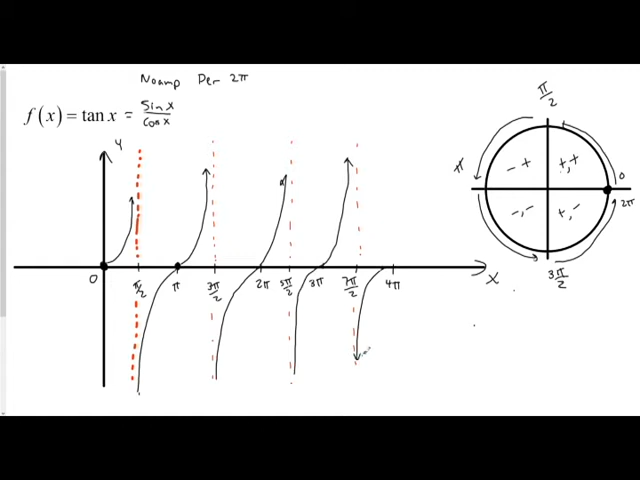 No amp Per 2π
f(x) = tan x = sin x / cos x
y
0 π/2 π 3π/2 2π 5π/2 3π 7π/2 4π
x
π/2
π
- + +,+
0
2π
-,- +,-
3π/2